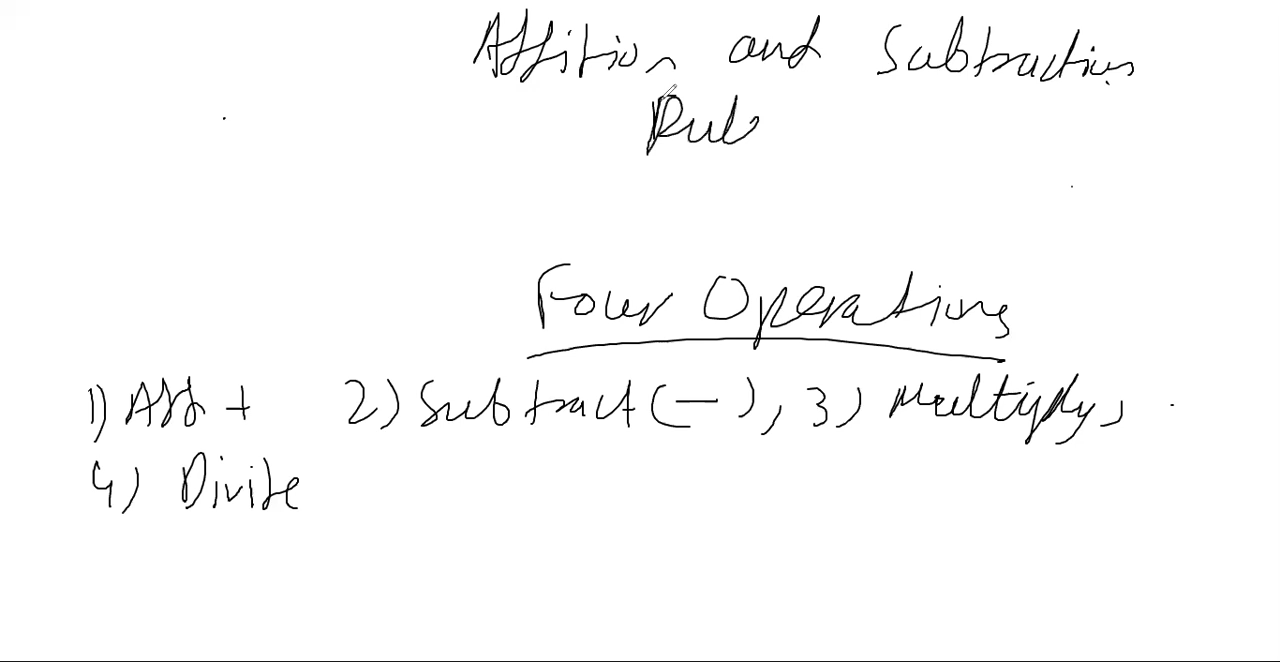 Addition and Subtraction
Rule
Four Operations
1) Add + 2) Subtract (-), 3) Multiply,
4) Divide